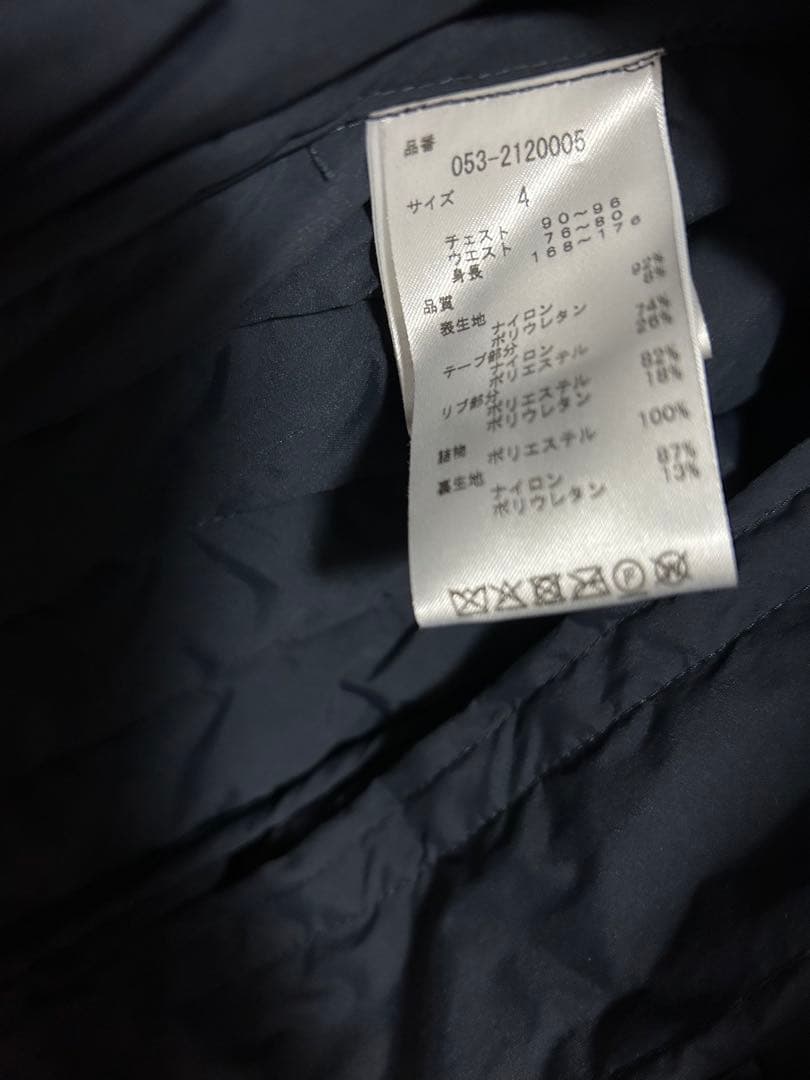 品番 053-2120005
サイズ 4
チェスト 90～96
ウエスト 76～80
身長 168～176
品質
表生地 ナイロン 92%
ポリウレタン 8%
テープ部分 ナイロン 74%
ポリエステル 26%
リブ部分 ポリエステル 82%
ポリウレタン 18%
詰物 ポリエステル 100%
裏生地 ナイロン 87%
ポリウレタン 13%
P W